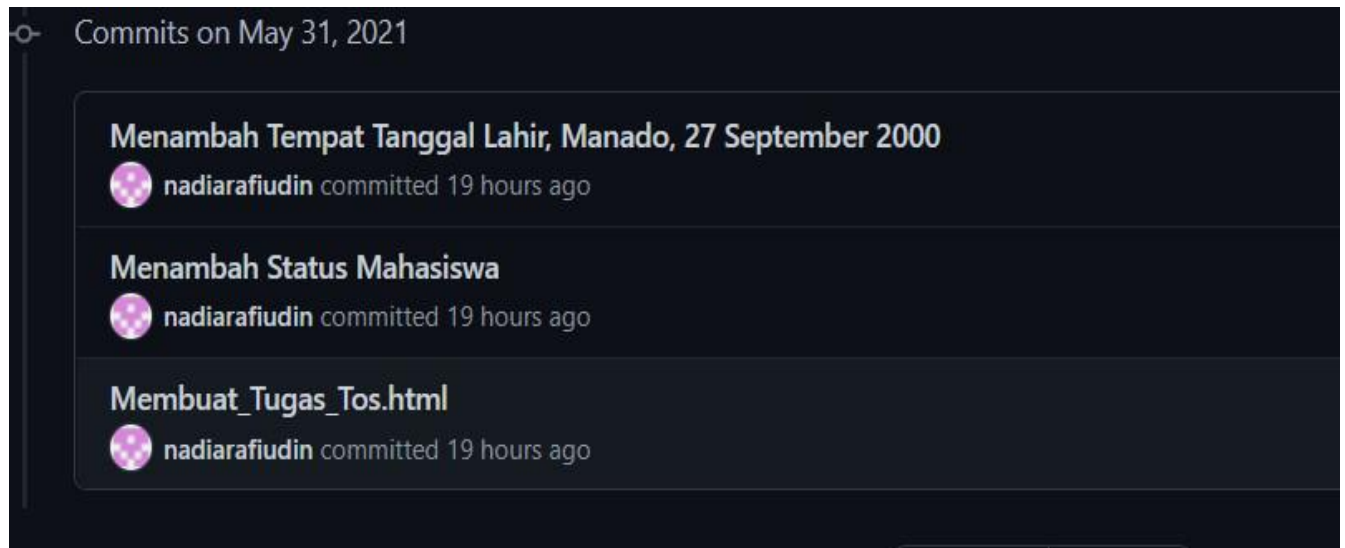 Commits on May 31, 2021
Menambah Tempat Tanggal Lahir, Manado, 27 September 2000
nadiarafiudin committed 19 hours ago
Menambah Status Mahasiswa
nadiarafiudin committed 19 hours ago
Membuat_Tugas_Tos.html
nadiarafiudin committed 19 hours ago